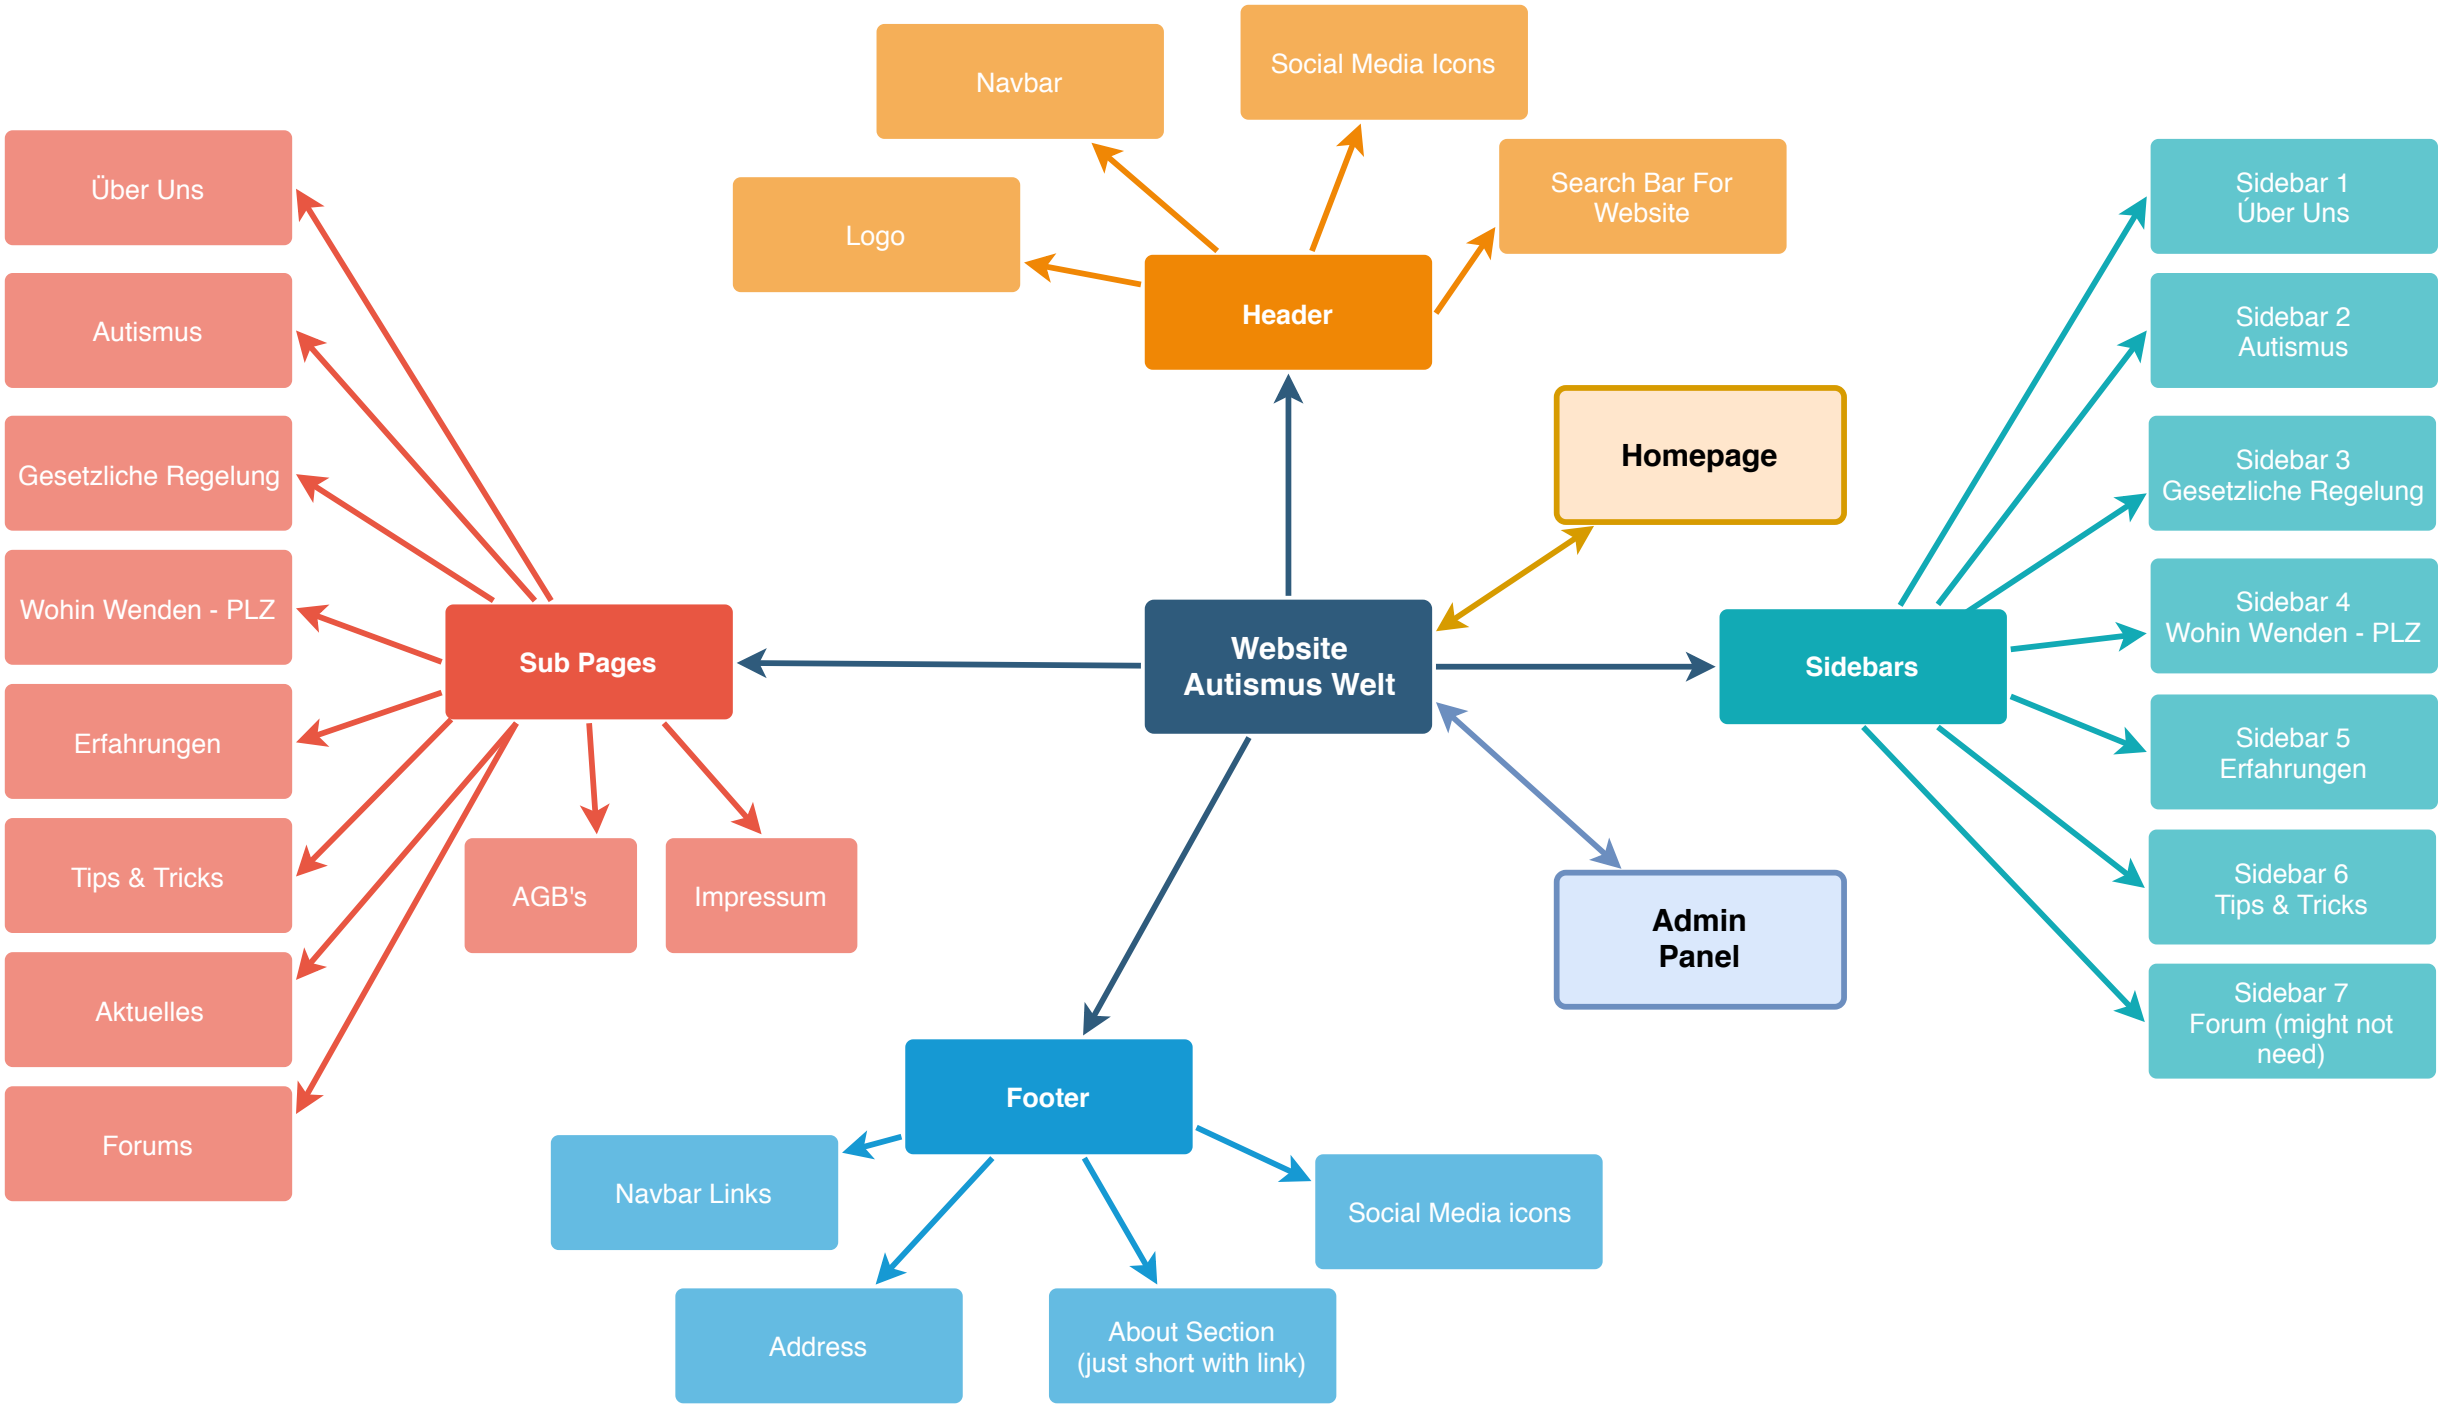 Social Media Icons
Navbar
Search Bar For
Website
Logo
Header
Homepage
Über Uns
Autismus
Gesetzliche Regelung
Wohin Wenden - PLZ
Erfahrungen
Tips & Tricks
Aktuelles
Forums
Sub Pages
AGB's
Impressum
Website
Autismus Welt
Admin
Panel
Sidebars
Sidebar 1
Úber Uns
Sidebar 2
Autismus
Sidebar 3
Gesetzliche Regelung
Sidebar 4
Wohin Wenden - PLZ
Sidebar 5
Erfahrungen
Sidebar 6
Tips & Tricks
Sidebar 7
Forum (might not
need)
Footer
Navbar Links
Social Media icons
Address
About Section
(just short with link)